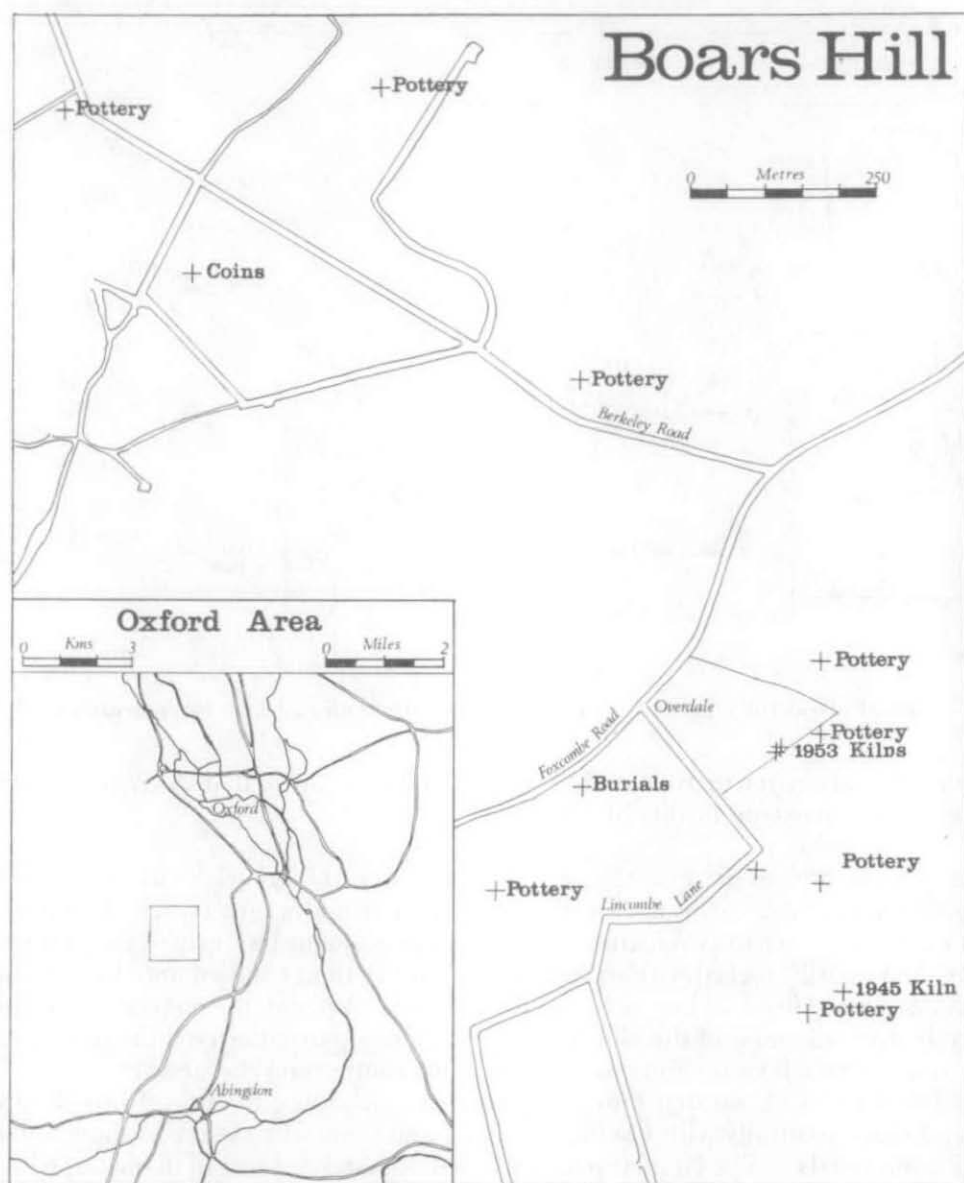 Boars Hill
Pottery
Pottery
0 Metres 250
Coins
Pottery
Berkeley Road
Oxford Area
0 Kms 3
0 Miles 2
Pottery
Overdale
Pottery
1953 Kilns
Foxcombe Road
Burials
Oxford
Pottery
Pottery
Lincombe Lane
1945 Kiln
Pottery
Abingdon